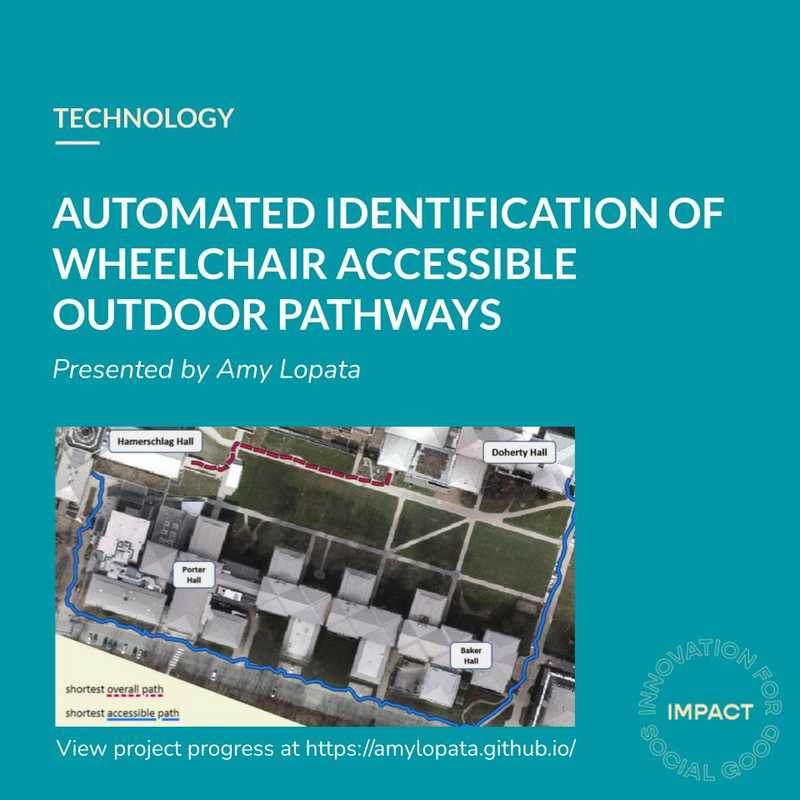 TECHNOLOGY
AUTOMATED IDENTIFICATION OF
WHEELCHAIR ACCESSIBLE
OUTDOOR PATHWAYS
Presented by Amy Lopata
Hamerschlag Hall
Doherty Hall
Porter
Hall
Baker
Hall
shortest overall path
shortest accessible path
View project progress at https://amylopata.github.io/
INNOVATION FOR
IMPACT
SOCIAL GOOD